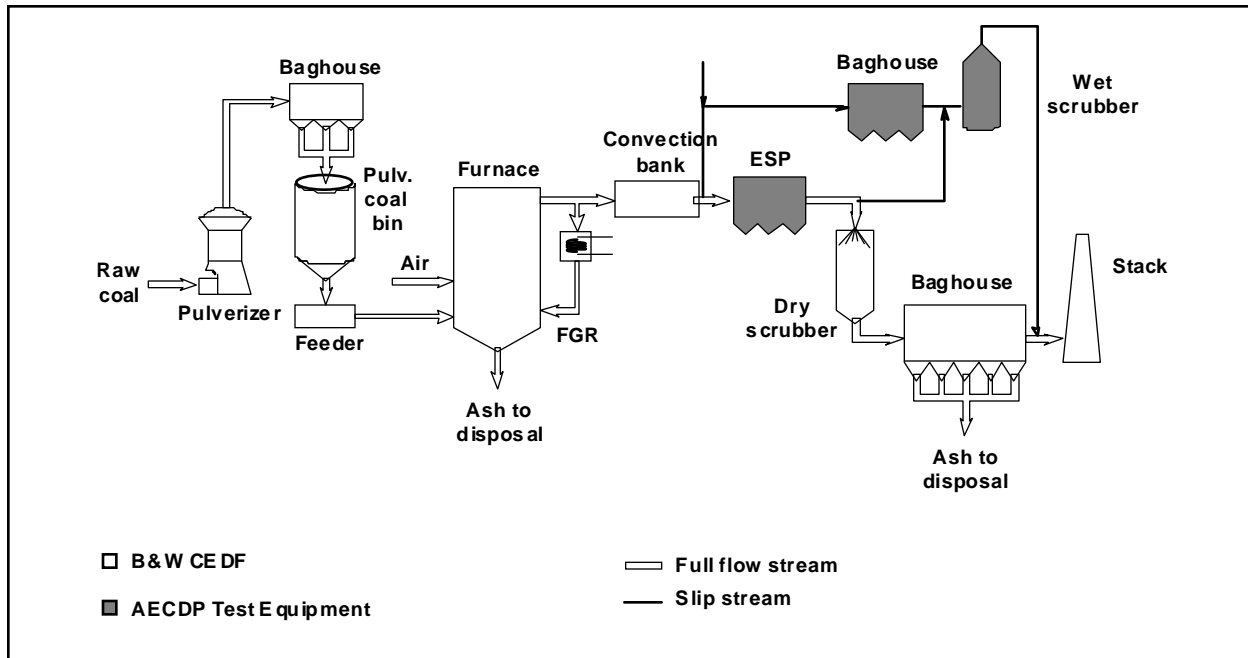 Baghouse
Baghouse
Wet
scrubber
Convection
bank
ESP
Furnace
Pulv.
coal
bin
Raw
coal
Air
Stack
Baghouse
Pulverizer
Dry
scrubber
Feeder
FGR
Ash to
disposal
Ash to
disposal
B&W CEDF
Full flow stream
AECDP Test Equipment
Slip stream